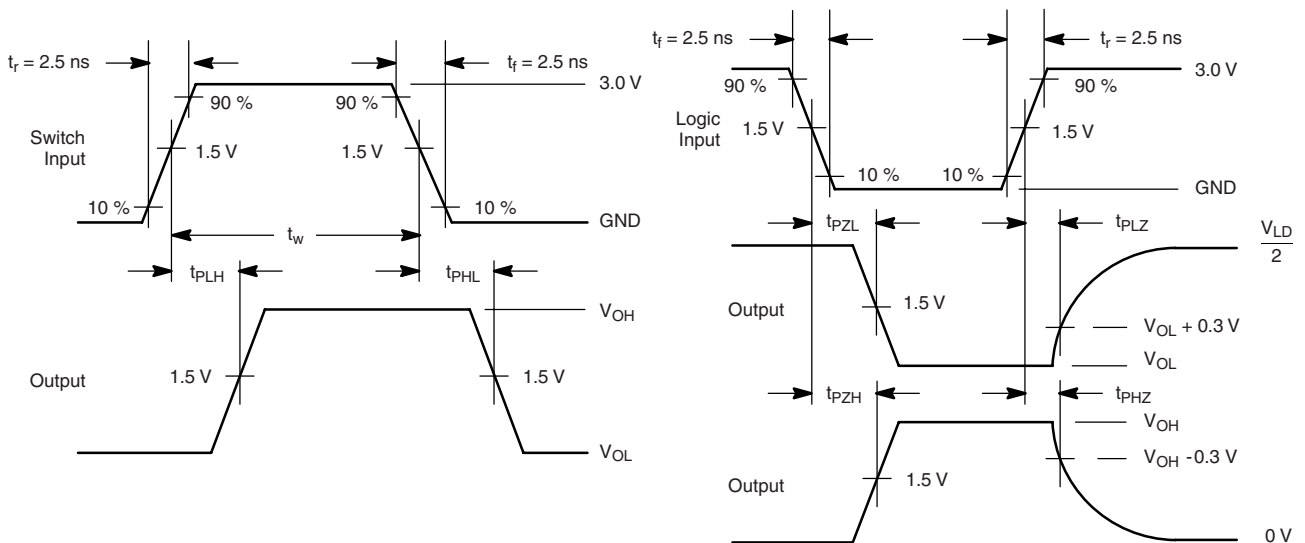 tr = 2.5 ns
tf = 2.5 ns
3.0 V
90 %
90 %
Switch
Input
1.5 V
1.5 V
10 %
10 %
GND
tw
tPLH
tPHL
VOH
Output
1.5 V
1.5 V
VOL
tf = 2.5 ns
tr = 2.5 ns
3.0 V
90 %
90 %
Logic
Input
1.5 V
1.5 V
10 %
10 %
GND
tPZL
tPLZ
VLD
2
Output
1.5 V
VOL + 0.3 V
VOL
tPZH
tPHZ
VOH
VOH -0.3 V
Output
1.5 V
0 V